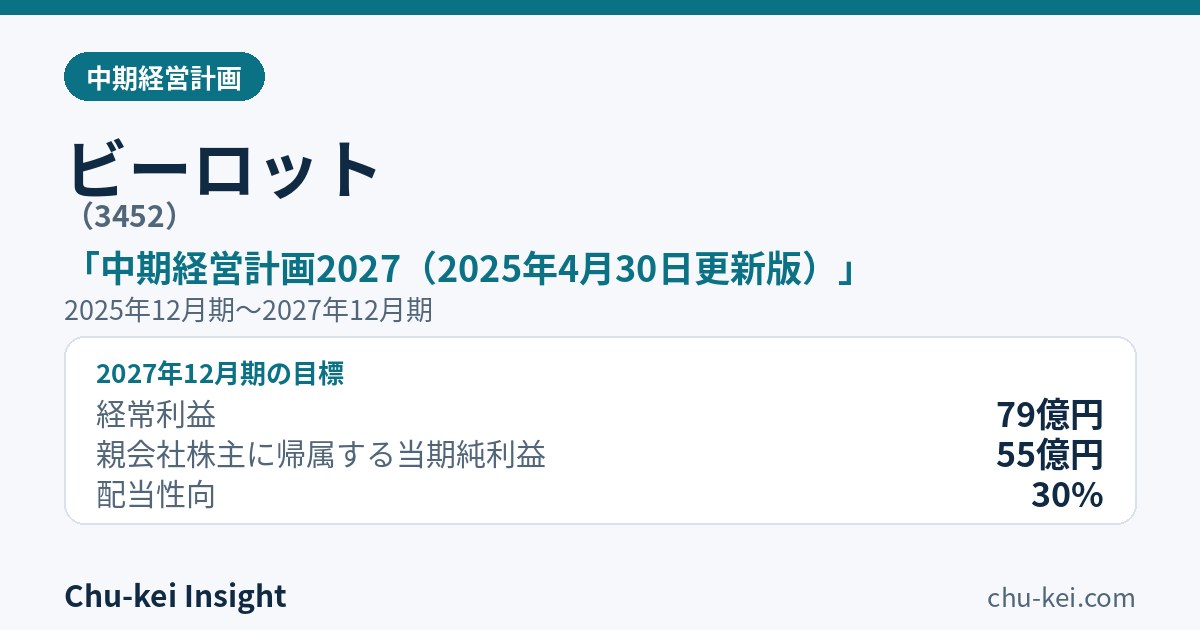 中期経営計画
ビーロット
（3452）
「中期経営計画2027（2025年4月30日更新版）」
2025年12月期～2027年12月期
2027年12月期の目標
経常利益 79億円
親会社株主に帰属する当期純利益 55億円
配当性向 30%
Chu-kei Insight chu-kei.com